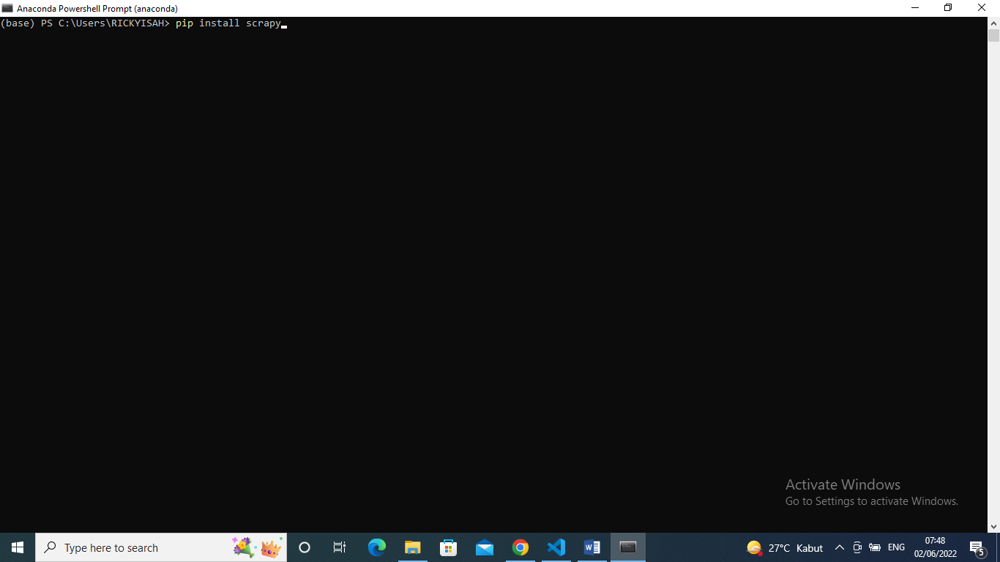 Anaconda Powershell Prompt (anaconda)
(base) PS C:\Users\RICKYISAH> pip install scrapy
Activate Windows
Go to Settings to activate Windows.
Type here to search
27°C Kabut
ENG
07:48
02/06/2022
5